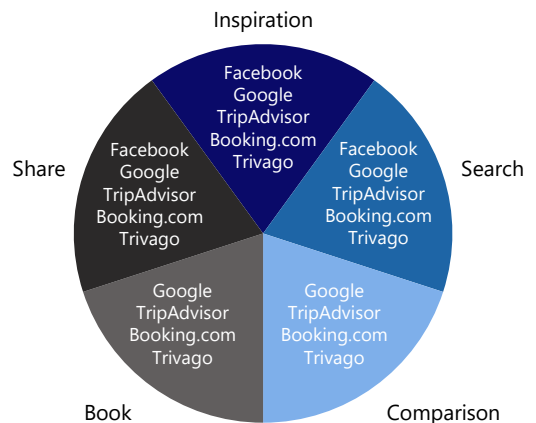 Inspiration
Facebook
Google
TripAdvisor
Booking.com
Trivago
Search
Facebook
Google
TripAdvisor
Booking.com
Trivago
Comparison
Google
TripAdvisor
Booking.com
Trivago
Book
Google
TripAdvisor
Booking.com
Trivago
Share
Facebook
Google
TripAdvisor
Booking.com
Trivago